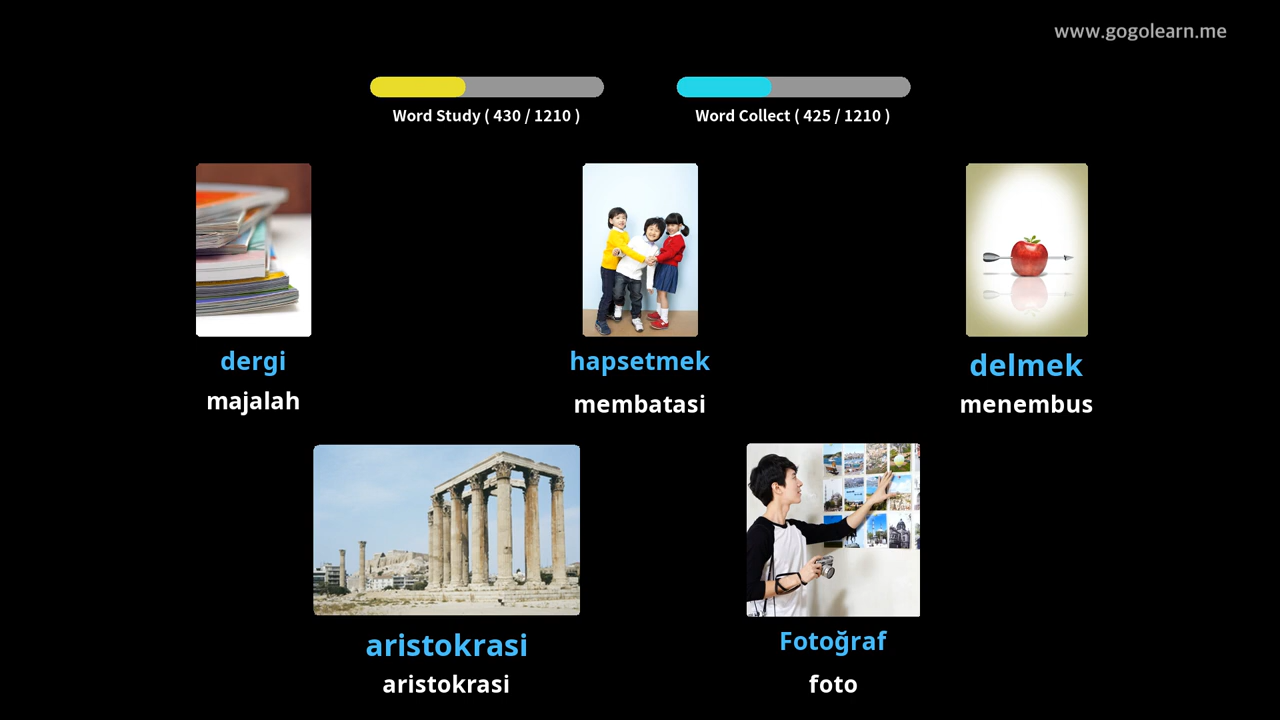 www.gogolearn.me
Word Study ( 430 / 1210 )
Word Collect ( 425 / 1210 )
dergi
majalah
hapsetmek
membatasi
delmek
menembus
aristokrasi
aristokrasi
Fotoğraf
foto